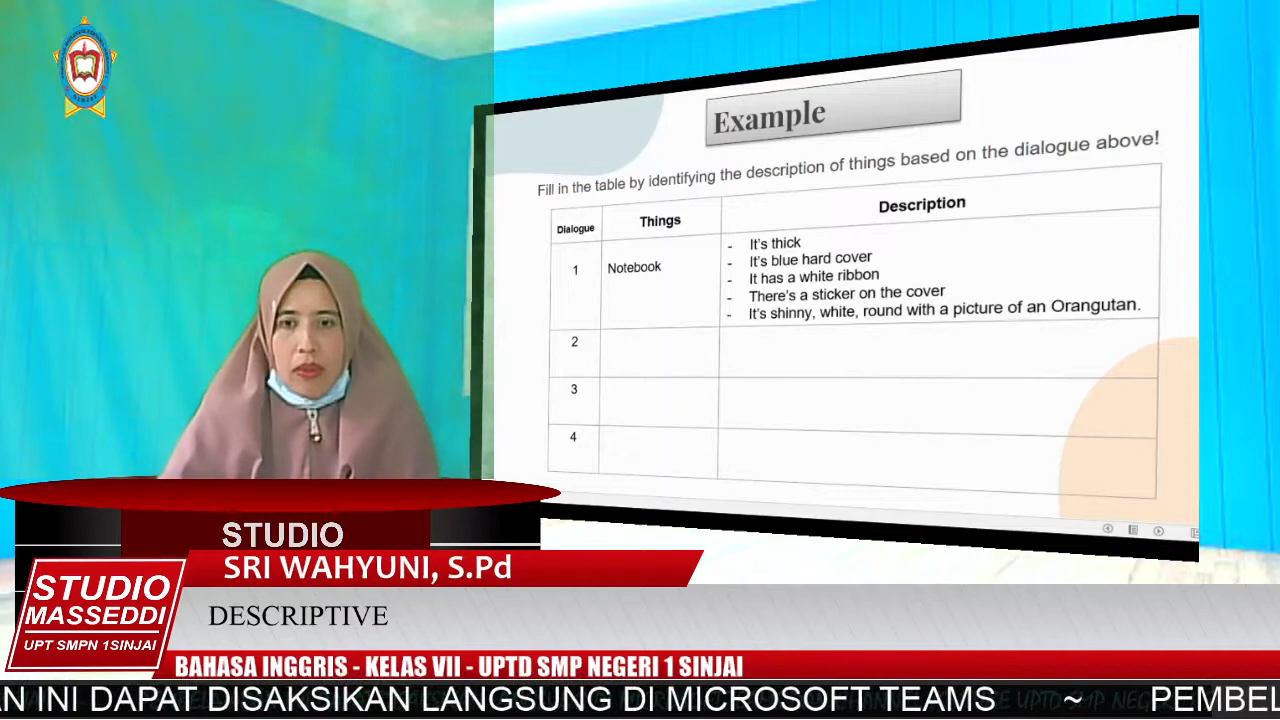 Example
Fill in the table by identifying the description of things based on the dialogue above!
Dialogue Things Description
1 Notebook
- It's thick
- It's blue hard cover
- It has a white ribbon
- There's a sticker on the cover
- It's shinny, white, round with a picture of an Orangutan.
2
3
4
STUDIO
SRI WAHYUNI, S.Pd
STUDIO
MASSEDDI
UPT SMPN 1SINJAI
DESCRIPTIVE
BAHASA INGGRIS - KELAS VII - UPTD SMP NEGERI 1 SINJAI
AN INI DAPAT DISAKSIKAN LANGSUNG DI MICROSOFT TEAMS ~ PEMBEL